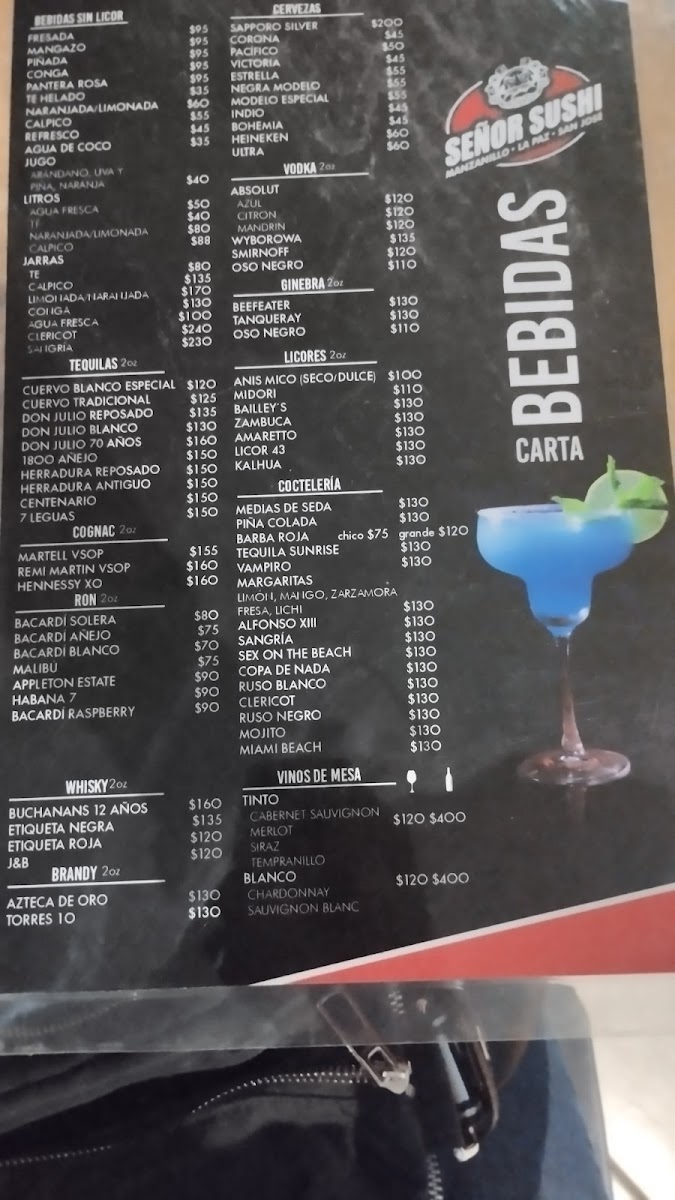 BEBIDAS SIN LICOR
FRESADA $95
MANGAZO $95
PIÑADA $95
CONGA $95
PANTERA ROSA $95
TE HELADO $35
NARANJADA/LIMONADA $60
CALPICO $55
REFRESCO $45
AGUA DE COCO $35
JUGO
ARÁNDANO, UVA Y
PIÑA, NARANJA $40
LITROS
AGUA FRESCA $50
TÉ $40
NARANJADA/LIMONADA $80
CALPICO $88
JARRAS
TE $80
CALPICO $135
LIMONADA/NARANJADA $170
CONGA $130
AGUA FRESCA $100
CLERICOT $240
SANGRÍA $230
TEQUILAS 2oz
CUERVO BLANCO ESPECIAL $120
CUERVO TRADICIONAL $125
DON JULIO REPOSADO $135
DON JULIO BLANCO $130
DON JULIO 70 AÑOS $160
1800 AÑEJO $150
HERRADURA REPOSADO $150
HERRADURA ANTIGUO $150
CENTENARIO $150
7 LEGUAS $150
COGNAC 2oz
MARTELL VSOP $155
REMI MARTIN VSOP $160
HENNESSY XO $160
RON 2oz
BACARDÍ SOLERA $80
BACARDÍ AÑEJO $75
BACARDÍ BLANCO $70
MALIBÚ $75
APPLETON ESTATE $90
HABANA 7 $90
BACARDÍ RASPBERRY $90
WHISKY 2oz
BUCHANANS 12 AÑOS $160
ETIQUETA NEGRA $135
ETIQUETA ROJA $120
J&B $120
BRANDY 2oz
AZTECA DE ORO $130
TORRES 10 $130
CERVEZAS
SAPPORO SILVER $200
CORONA $45
PACÍFICO $50
VICTORIA $45
ESTRELLA $55
NEGRA MODELO $55
MODELO ESPECIAL $55
INDIO $45
BOHEMIA $45
HEINEKEN $60
ULTRA $60
VODKA 2oz
ABSOLUT
AZUL $120
CITRON $120
MANDRIN $120
WYBOROWA $135
SMIRNOFF $120
OSO NEGRO $110
GINEBRA 2oz
BEEFEATER $130
TANQUERAY $130
OSO NEGRO $110
LICORES 2oz
ANIS MICO (SECO/DULCE) $100
MIDORI $110
BAILLEY´S $130
ZAMBUCA $130
AMARETTO $130
LICOR 43 $130
KALHUA $130
COCTELERÍA
MEDIAS DE SEDA $130
PIÑA COLADA $130
BARBA ROJA chico $75 grande $120
TEQUILA SUNRISE $130
VAMPIRO $130
MARGARITAS
LIMÓN, MANGO, ZARZAMORA
FRESA, LICHI $130
ALFONSO XIII $130
SANGRÍA $130
SEX ON THE BEACH $130
COPA DE NADA $130
RUSO BLANCO $130
CLERICOT $130
RUSO NEGRO $130
MOJITO $130
MIAMI BEACH $130
VINOS DE MESA
TINTO
CABERNET SAUVIGNON $120 $400
MERLOT
SIRAZ
TEMPRANILLO
BLANCO $120 $400
CHARDONNAY
SAUVIGNON BLANC
SEÑOR SUSHI
MANZANILLO • LA PAZ • SAN JOSE
CARTA
BEBIDAS